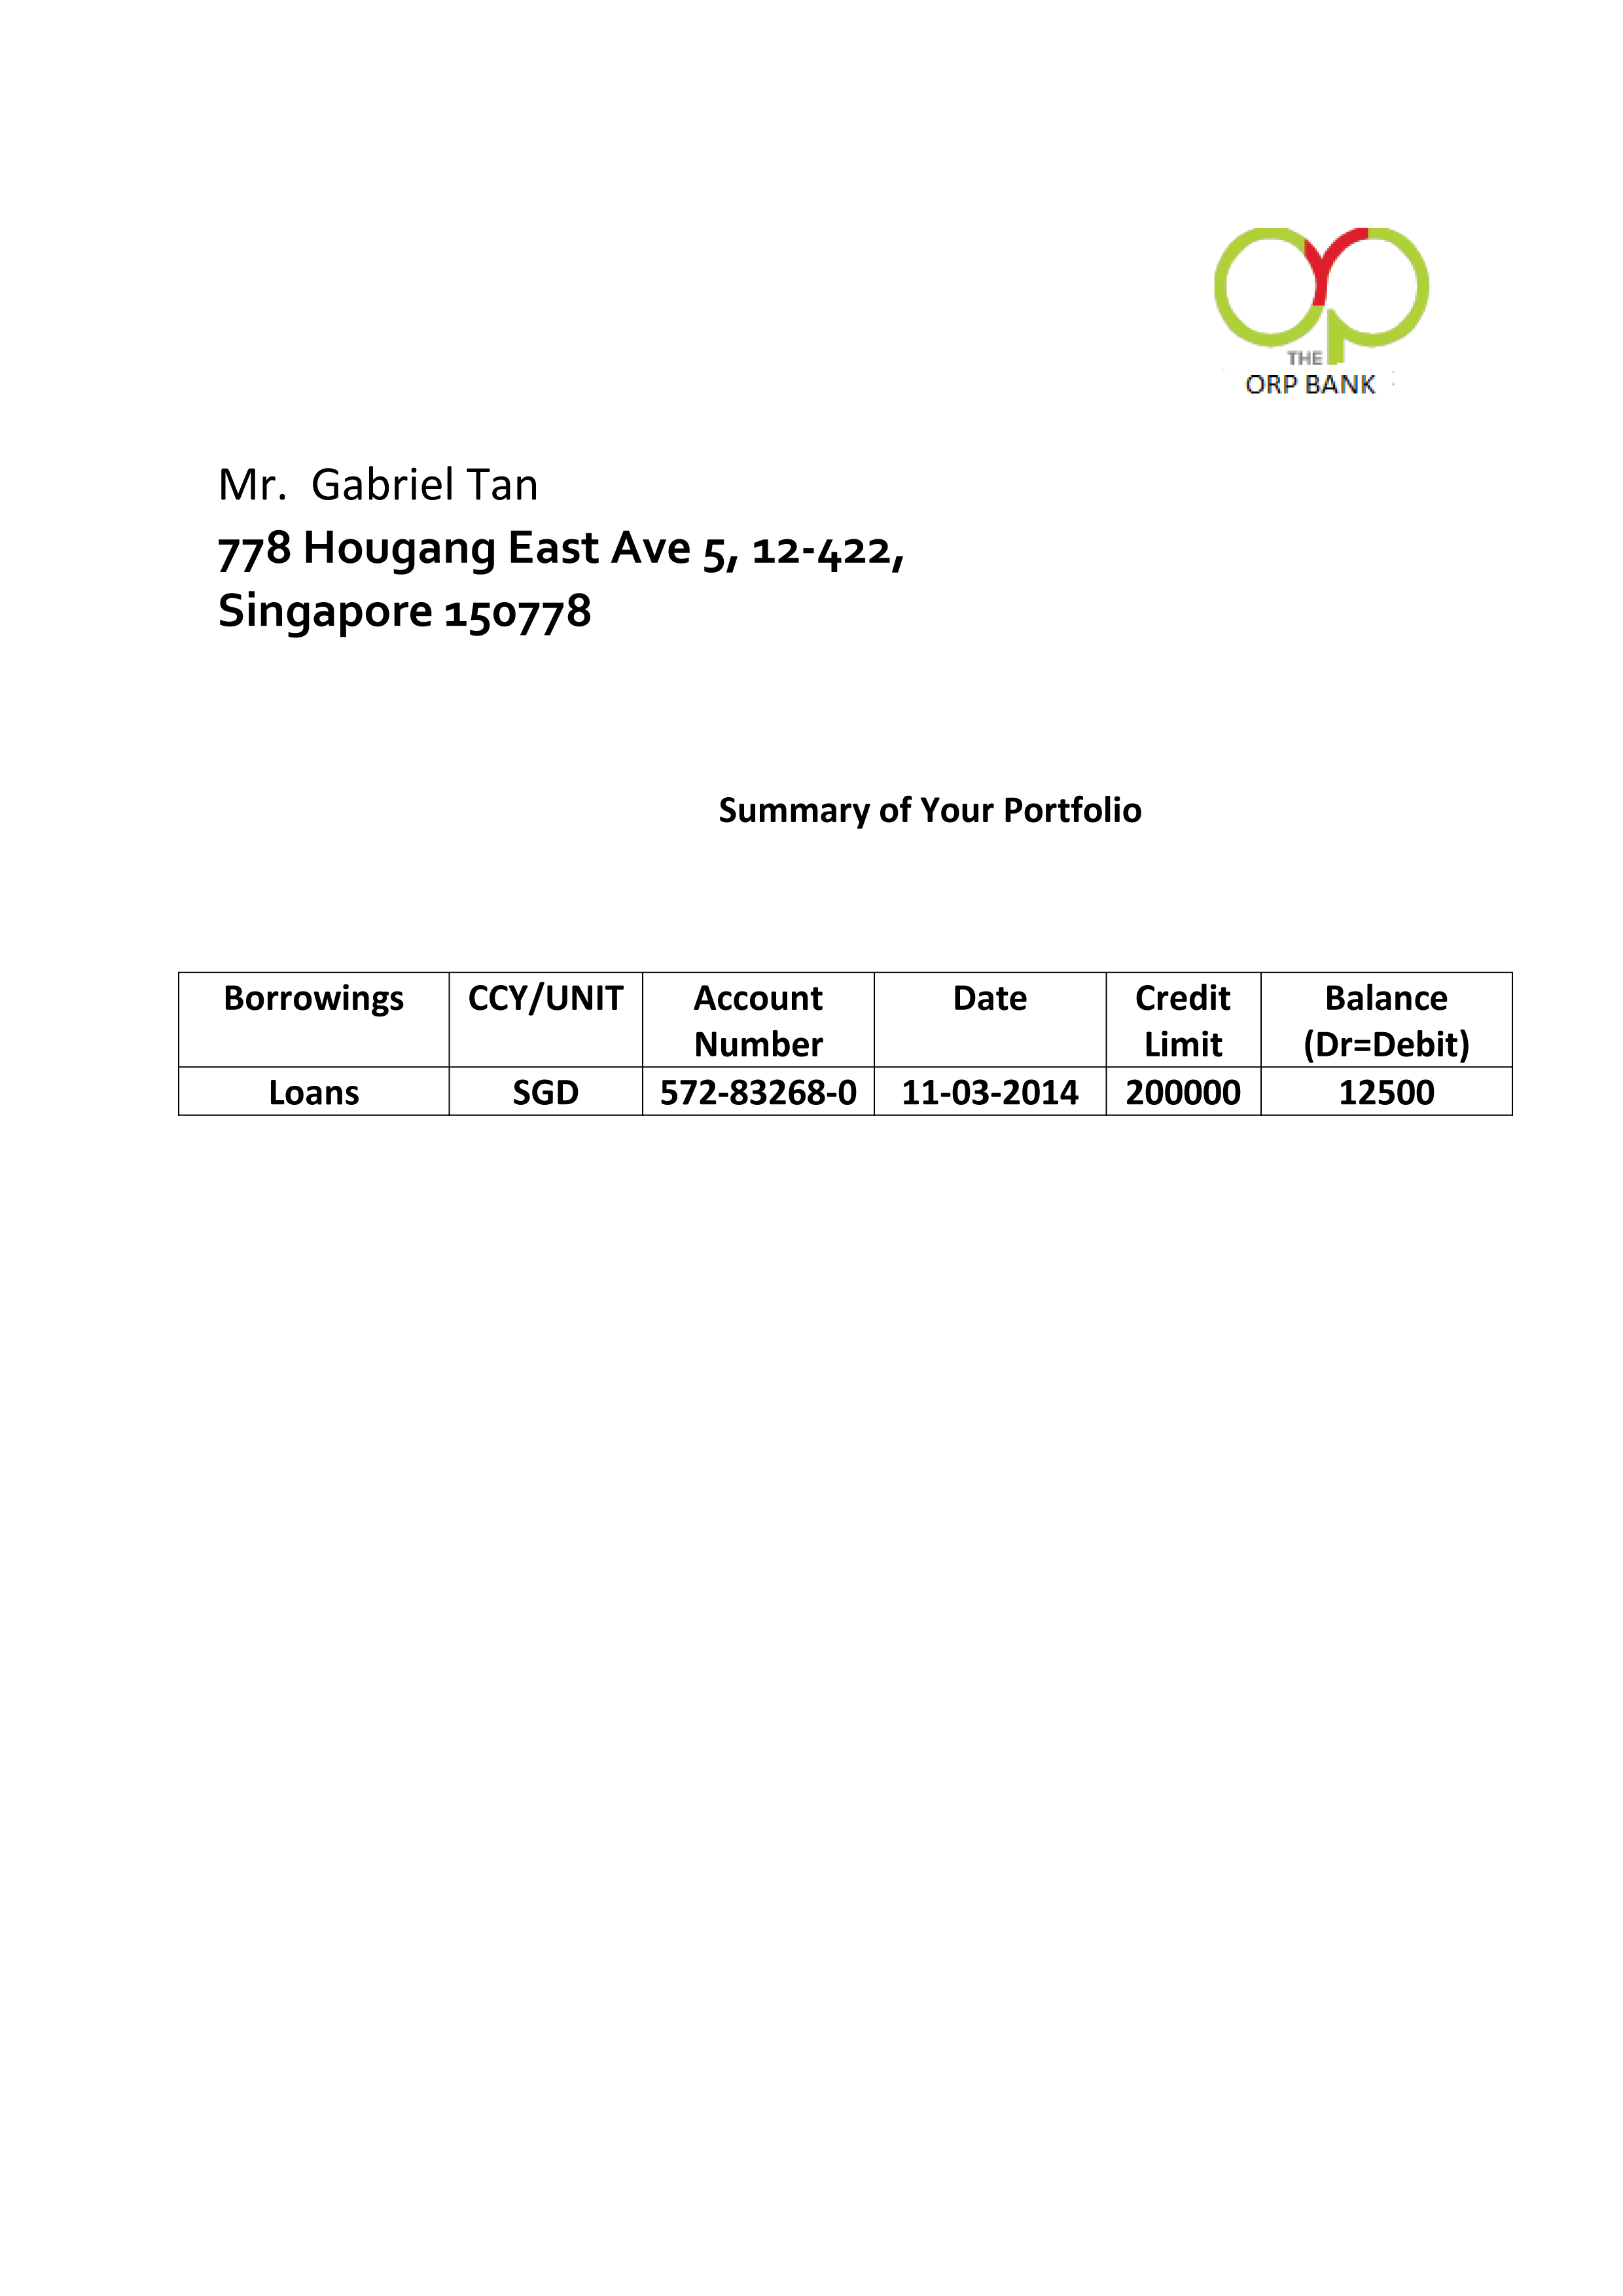 THE
ORP BANK
Mr.  Gabriel Tan
778 Hougang East Ave 5, 12-422,
Singapore 150778
Summary of Your Portfolio
Borrowings CCY/UNIT Account Number Date Credit Limit Balance (Dr=Debit)
Loans SGD 572-83268-0 11-03-2014 200000 12500